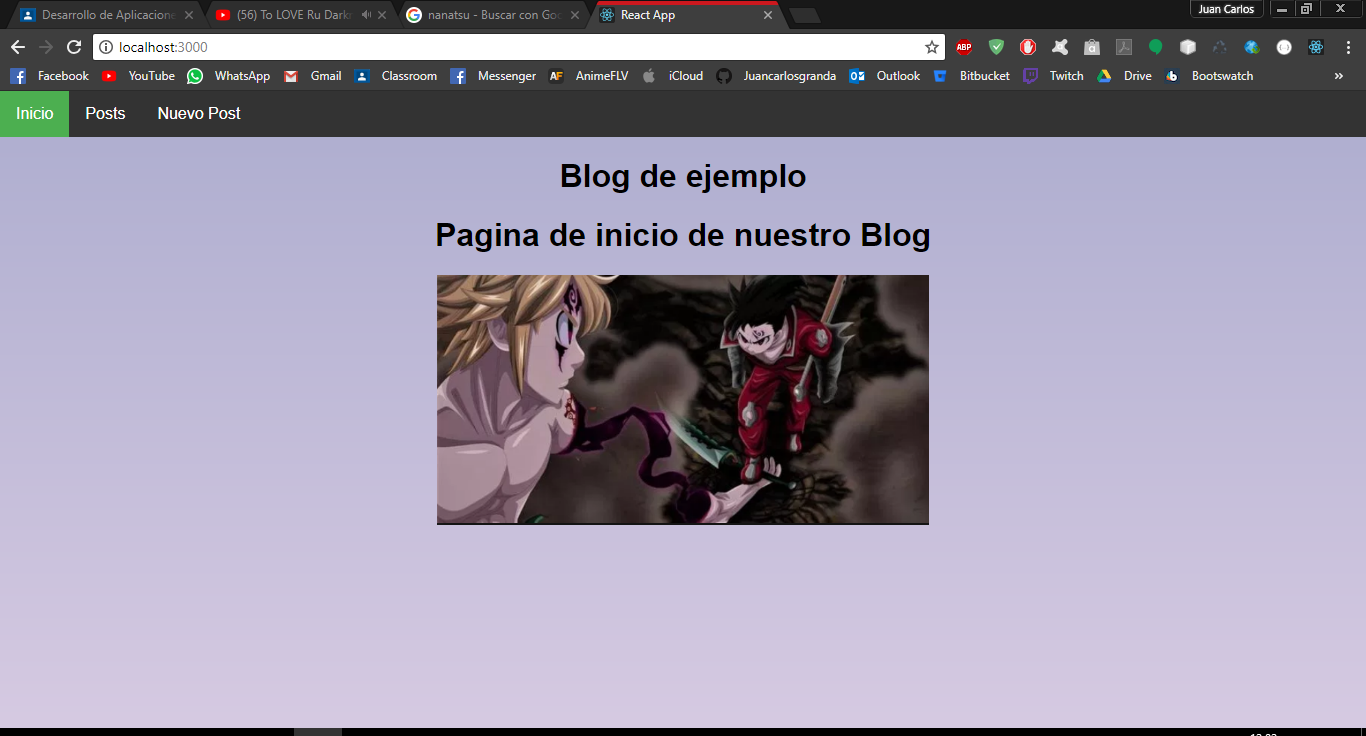 Desarrollo de Aplicacione
(56) To LOVE Ru Dark
nanatsu - Buscar con Goo
React App
Juan Carlos
localhost:3000
ABP
Facebook YouTube WhatsApp Gmail Classroom Messenger AF AnimeFLV iCloud Juancarlosgranda Outlook Bitbucket Twitch Drive Bootswatch »
Inicio Posts Nuevo Post
Blog de ejemplo
Pagina de inicio de nuestro Blog